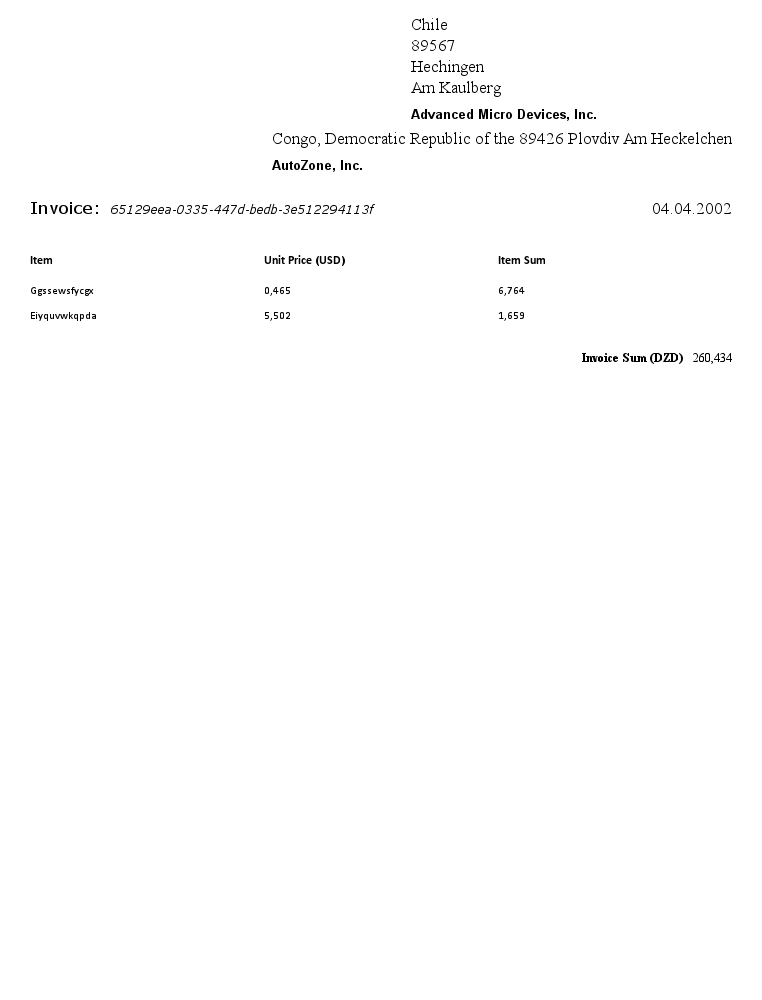 Chile
89567
Hechingen
Am Kaulberg
Advanced Micro Devices, Inc.
Congo, Democratic Republic of the 89426 Plovdiv Am Heckelchen
AutoZone, Inc.
Invoice: 65129eea-0335-447d-bedb-3e512294113f 04.04.2002
Item Unit Price (USD) Item Sum
Ggssewsfycgx 0,465 6,764
Eiyquvwkqpda 5,502 1,659
Invoice Sum (DZD) 260,434